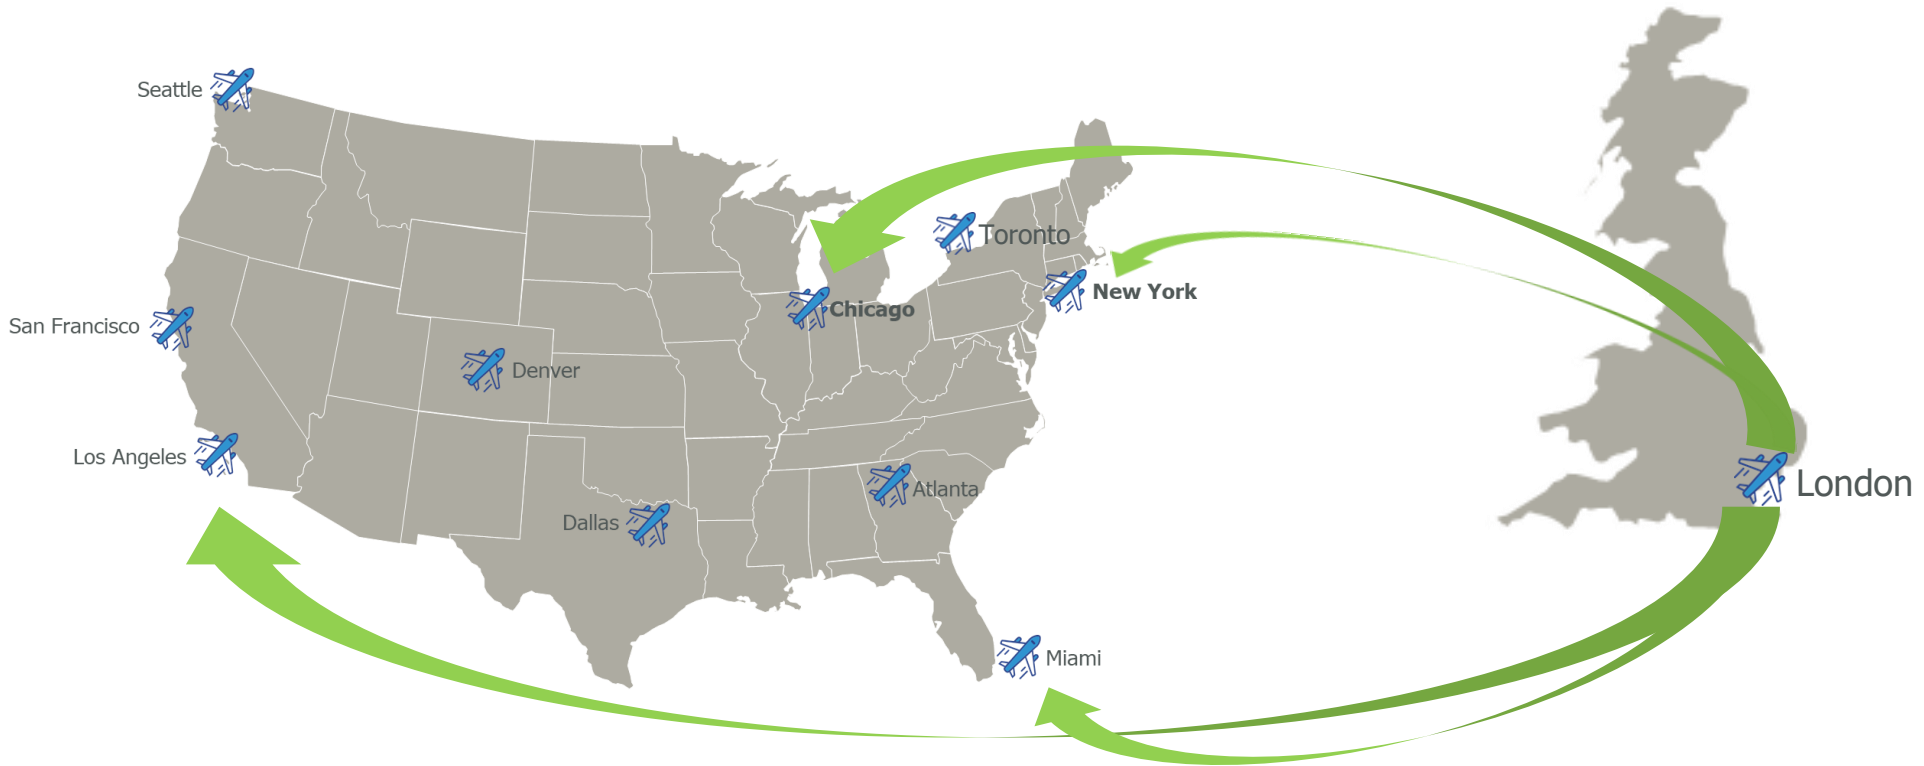 Seattle
Toronto
New York
Chicago
San Francisco
Denver
Los Angeles
London
Atlanta
Dallas
Miami